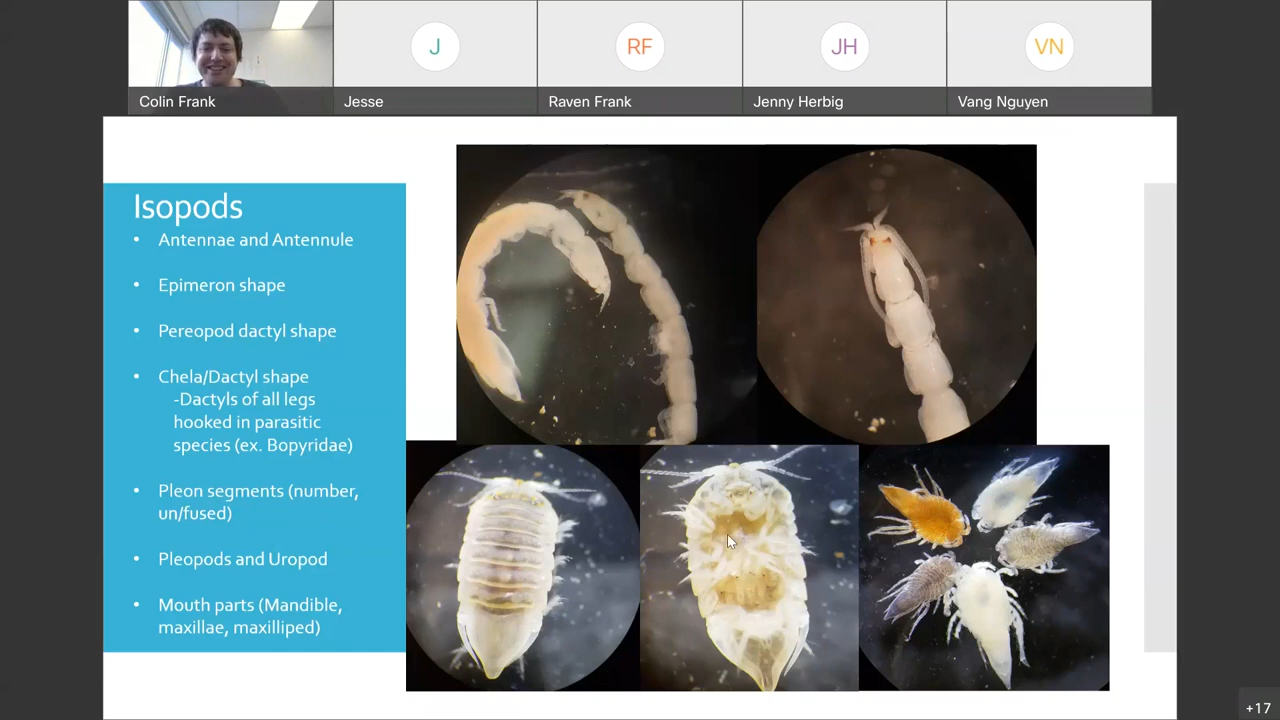 J
RF
JH
VN
Colin Frank
Jesse
Raven Frank
Jenny Herbig
Vang Nguyen
Isopods
• Antennae and Antennule
• Epimeron shape
• Pereopod dactyl shape
• Chela/Dactyl shape
-Dactyls of all legs
hooked in parasitic
species (ex. Bopyridae)
• Pleon segments (number,
un/fused)
• Pleopods and Uropod
• Mouth parts (Mandible,
maxillae, maxilliped)
+17